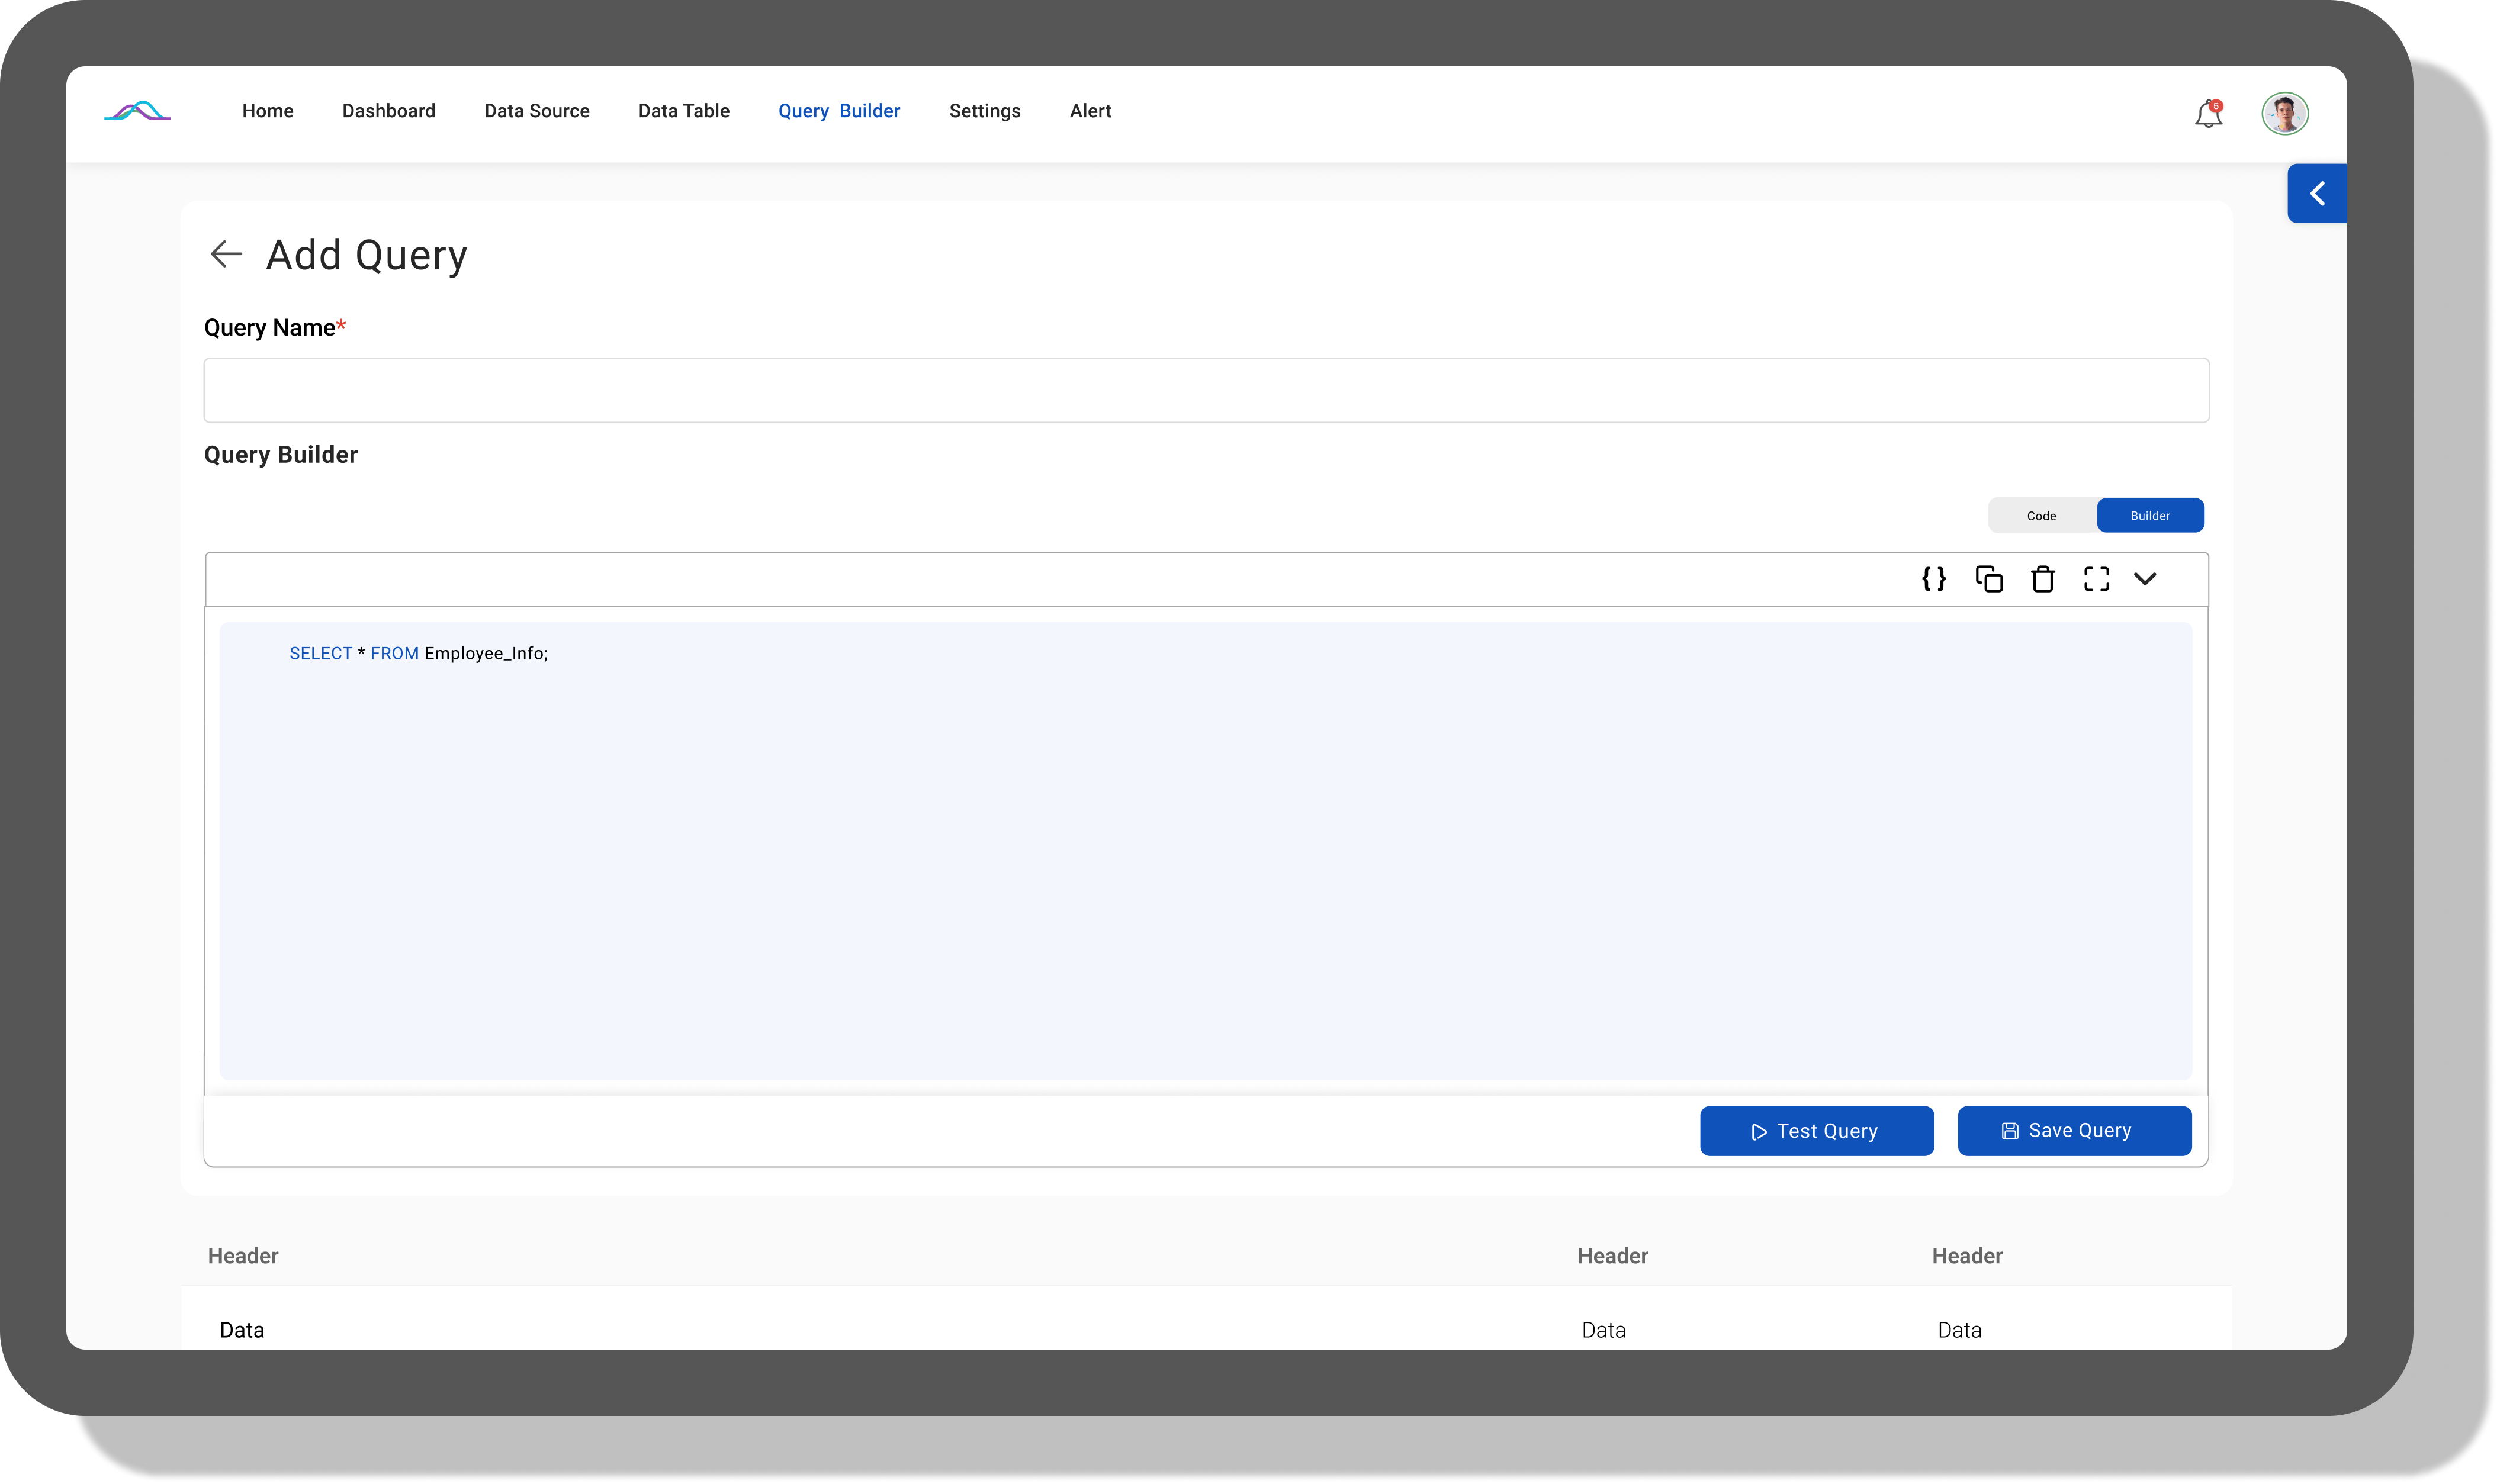 Home Dashboard Data Source Data Table Query Builder Settings Alert 5
Add Query
Query Name*
Query Builder
Code Builder
{ }
SELECT * FROM Employee_Info;
Test Query Save Query
Header Header Header
Data Data Data